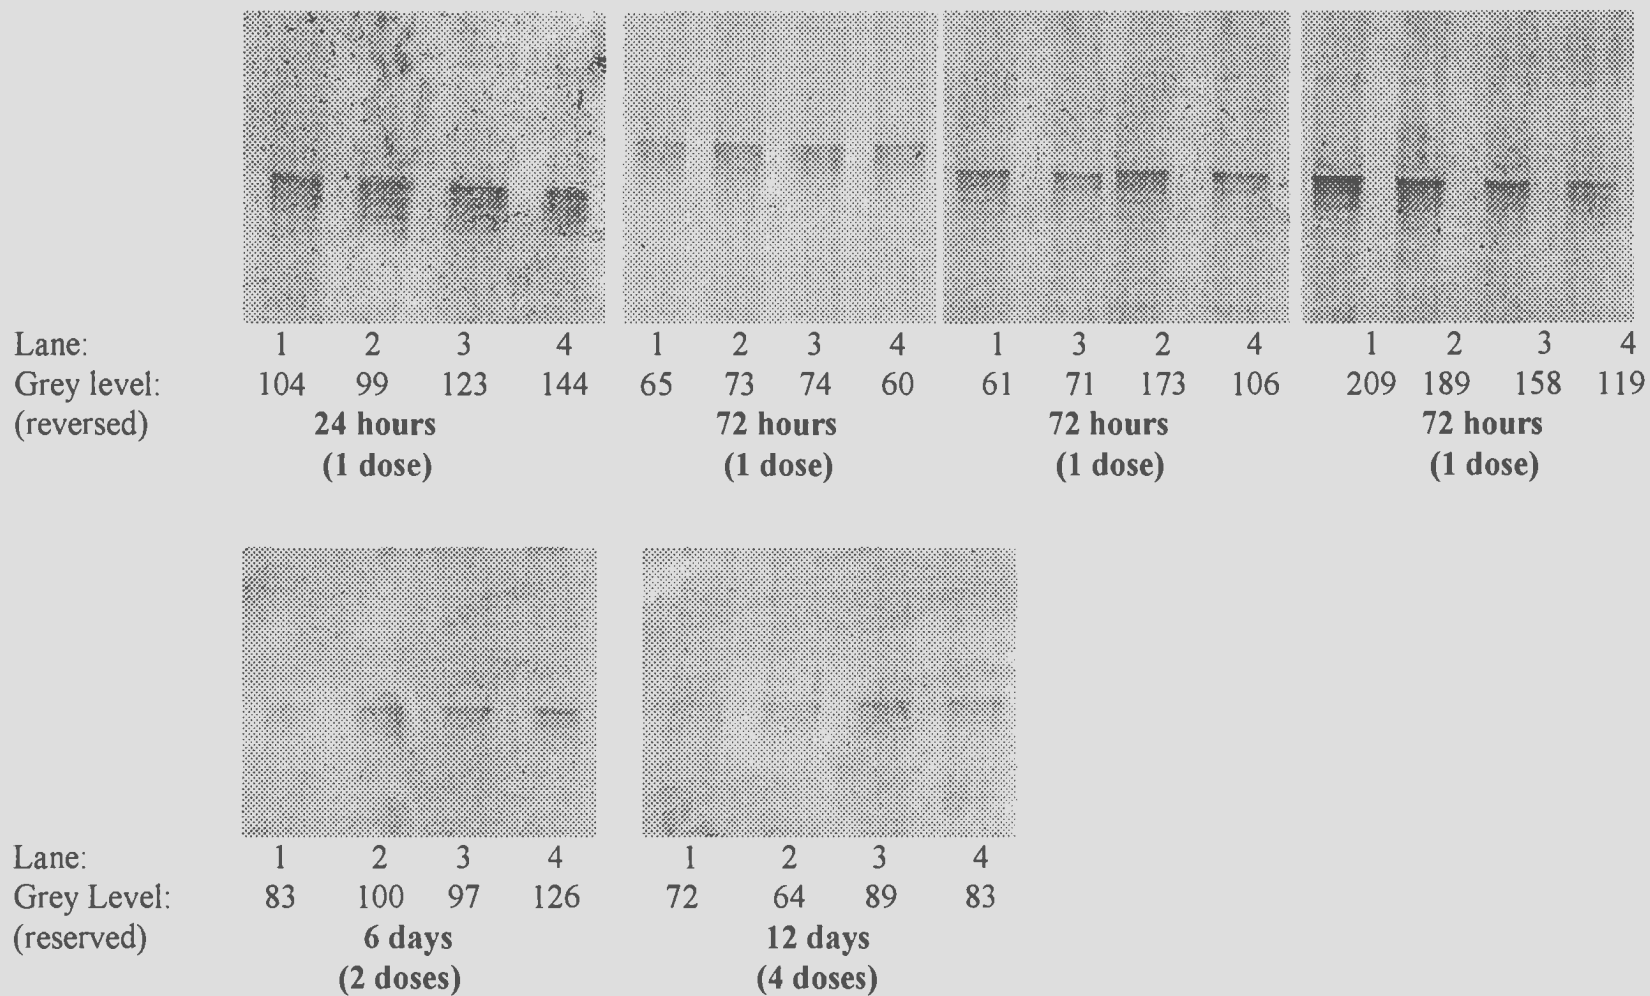 Lane: 1 2 3 4 1 2 3 4 1 3 2 4 1 2 3 4
Grey level: 104 99 123 144 65 73 74 60 61 71 173 106 209 189 158 119
(reversed) 24 hours 72 hours 72 hours 72 hours
(1 dose) (1 dose) (1 dose) (1 dose)
Lane: 1 2 3 4 1 2 3 4
Grey Level: 83 100 97 126 72 64 89 83
(reserved) 6 days 12 days
(2 doses) (4 doses)